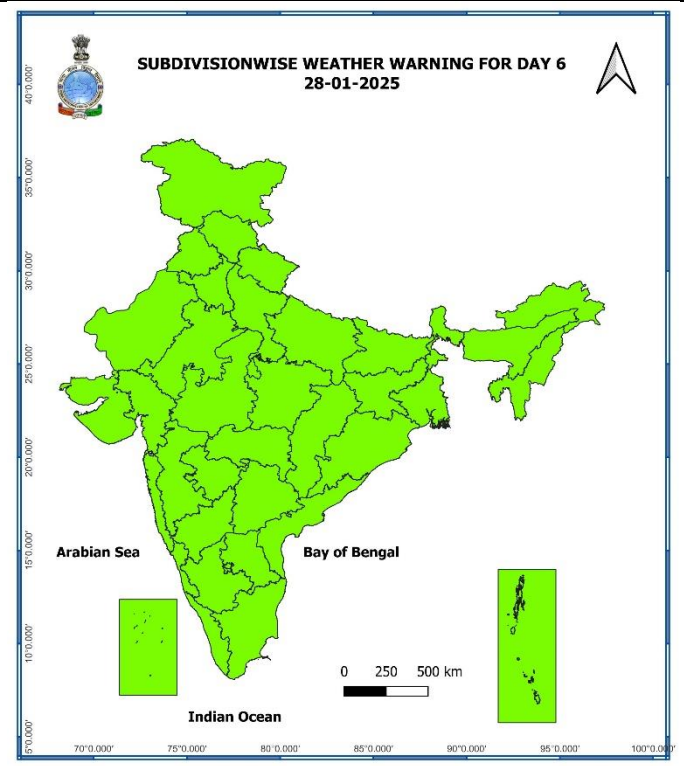 SUBDIVISIONWISE WEATHER WARNING FOR DAY 6
28-01-2025
40°0.000'
35°0.000'
30°0.000'
25°0.000'
20°0.000'
15°0.000'
10°0.000'
5°0.000'
Arabian Sea
Bay of Bengal
0 250 500 km
Indian Ocean
70°0.000' 75°0.000' 80°0.000' 85°0.000' 90°0.000' 95°0.000' 100°0.000'